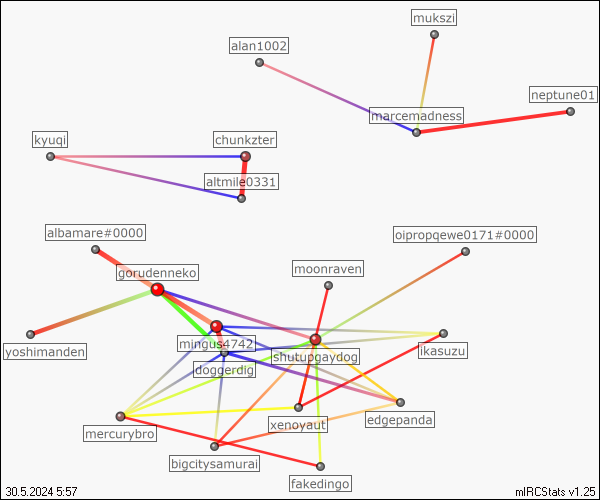 mukszi
alan1002
neptune01
marcemadness
kyuqi
chunkzter
altmile0331
albamare#0000
oipropqewe0171#0000
gorudenneko
moonraven
mingus4742
shutupgaydog
yoshimanden
ikasuzu
doggerdig
edgepanda
xenoyaut
mercurybro
bigcitysamurai
fakedingo
30.5.2024 5:57
mIRCStats v1.25